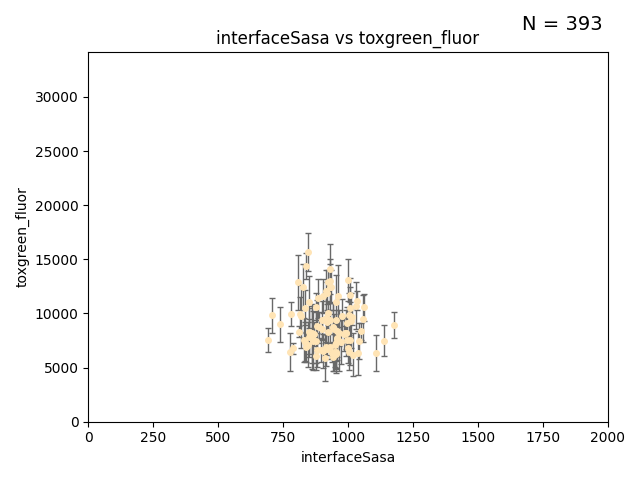 N = 393
interfaceSasa vs toxgreen_fluor
toxgreen_fluor
30000
25000
20000
15000
10000
5000
0
0 250 500 750 1000 1250 1500 1750 2000
interfaceSasa